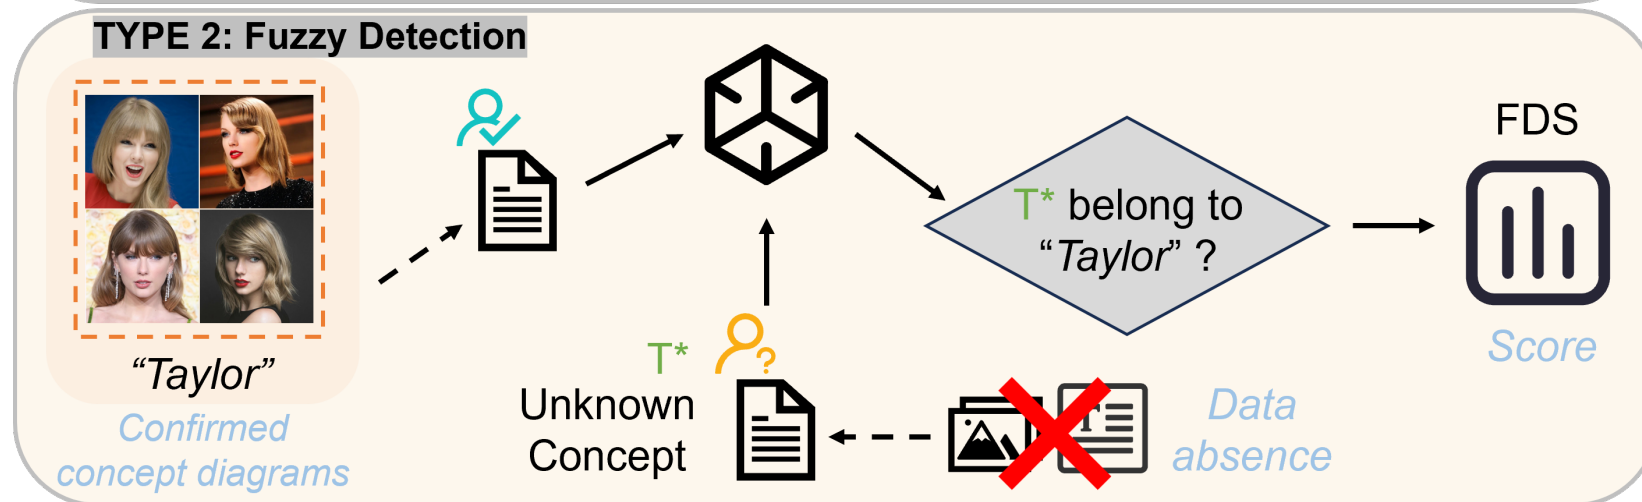 TYPE 2: Fuzzy Detection
"Taylor"
Confirmed
concept diagrams
T*
?
Unknown
Concept
T
Data
absence
T* belong to
"Taylor" ?
FDS
Score